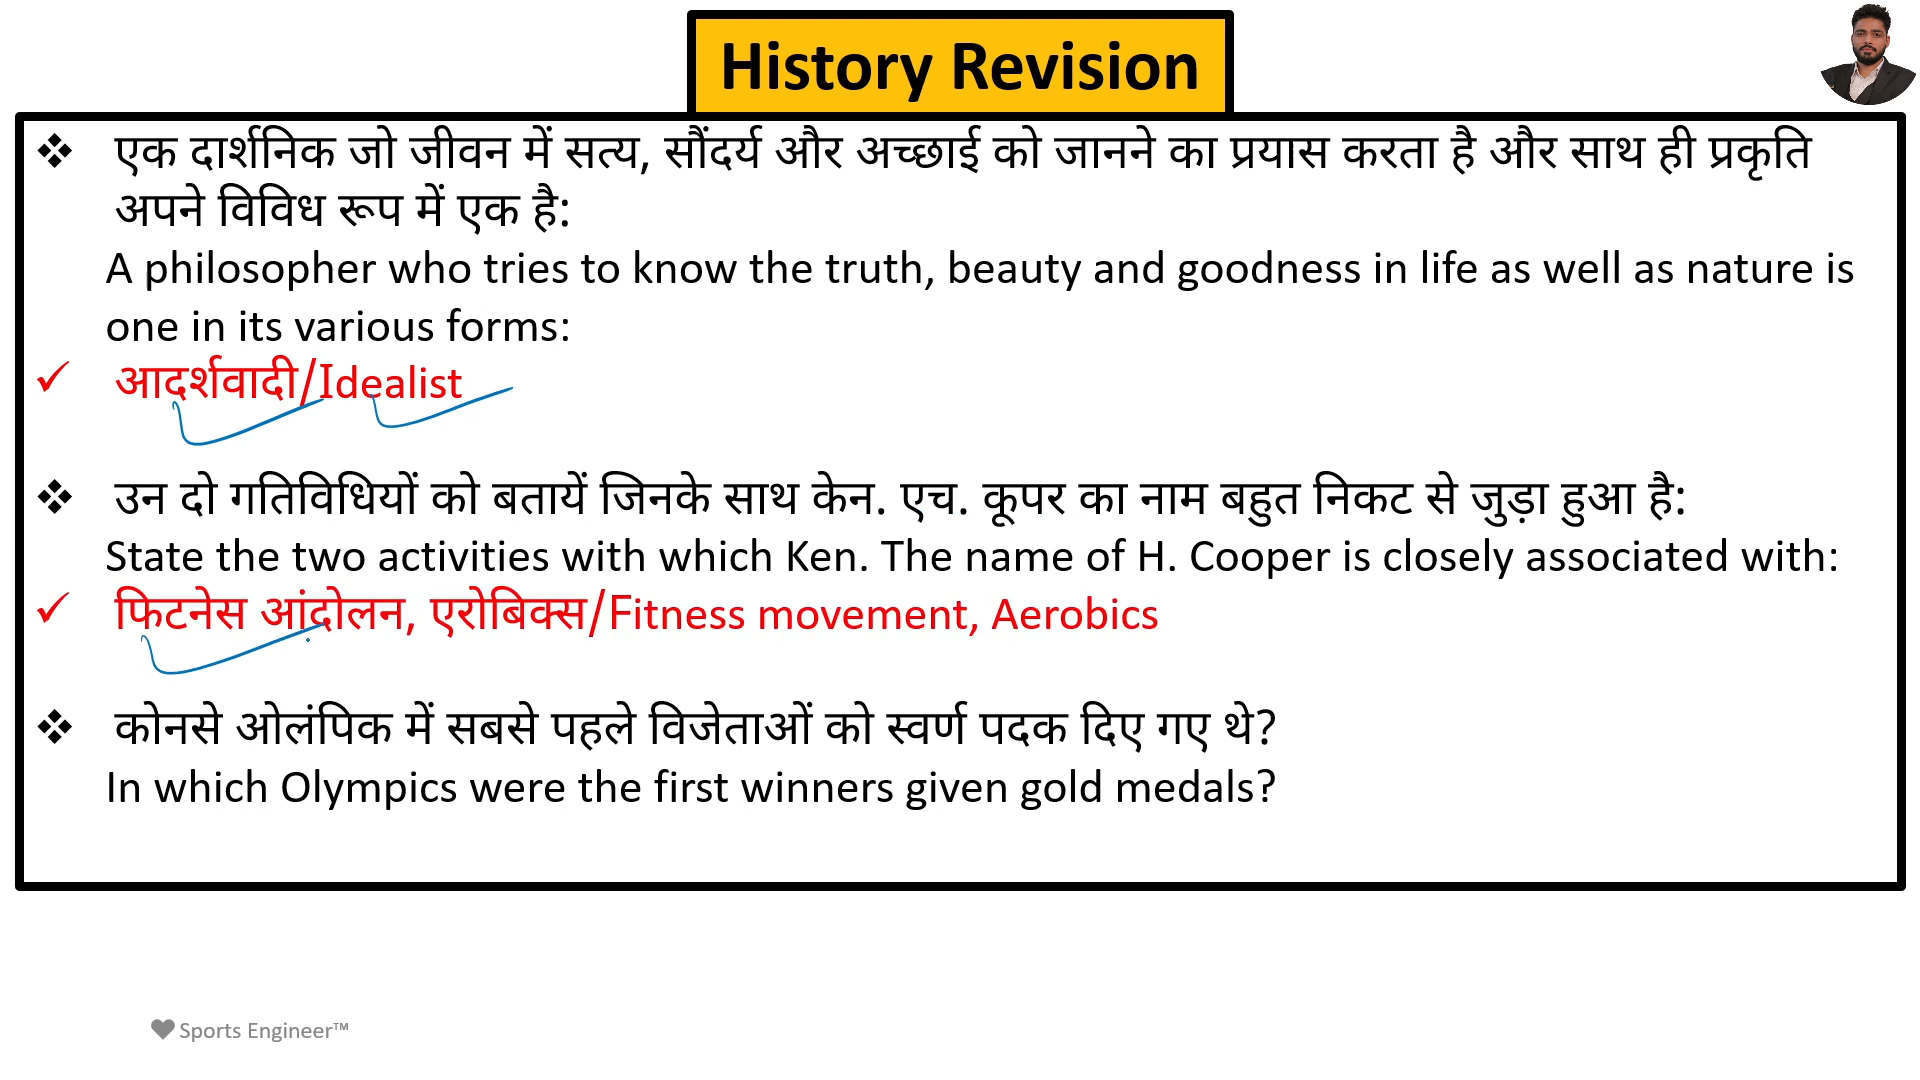 History Revision
❖ एक दार्शनिक जो जीवन में सत्य, सौंदर्य और अच्छाई को जानने का प्रयास करता है और साथ ही प्रकृति
अपने विविध रूप में एक है:
A philosopher who tries to know the truth, beauty and goodness in life as well as nature is
one in its various forms:
✓ आदर्शवादी/Idealist
❖ उन दो गतिविधियों को बतायें जिनके साथ केन. एच. कूपर का नाम बहुत निकट से जुड़ा हुआ है:
State the two activities with which Ken. The name of H. Cooper is closely associated with:
✓ फिटनेस आंदोलन, एरोबिक्स/Fitness movement, Aerobics
❖ कोनसे ओलंपिक में सबसे पहले विजेताओं को स्वर्ण पदक दिए गए थे?
In which Olympics were the first winners given gold medals?
♥ Sports Engineer™